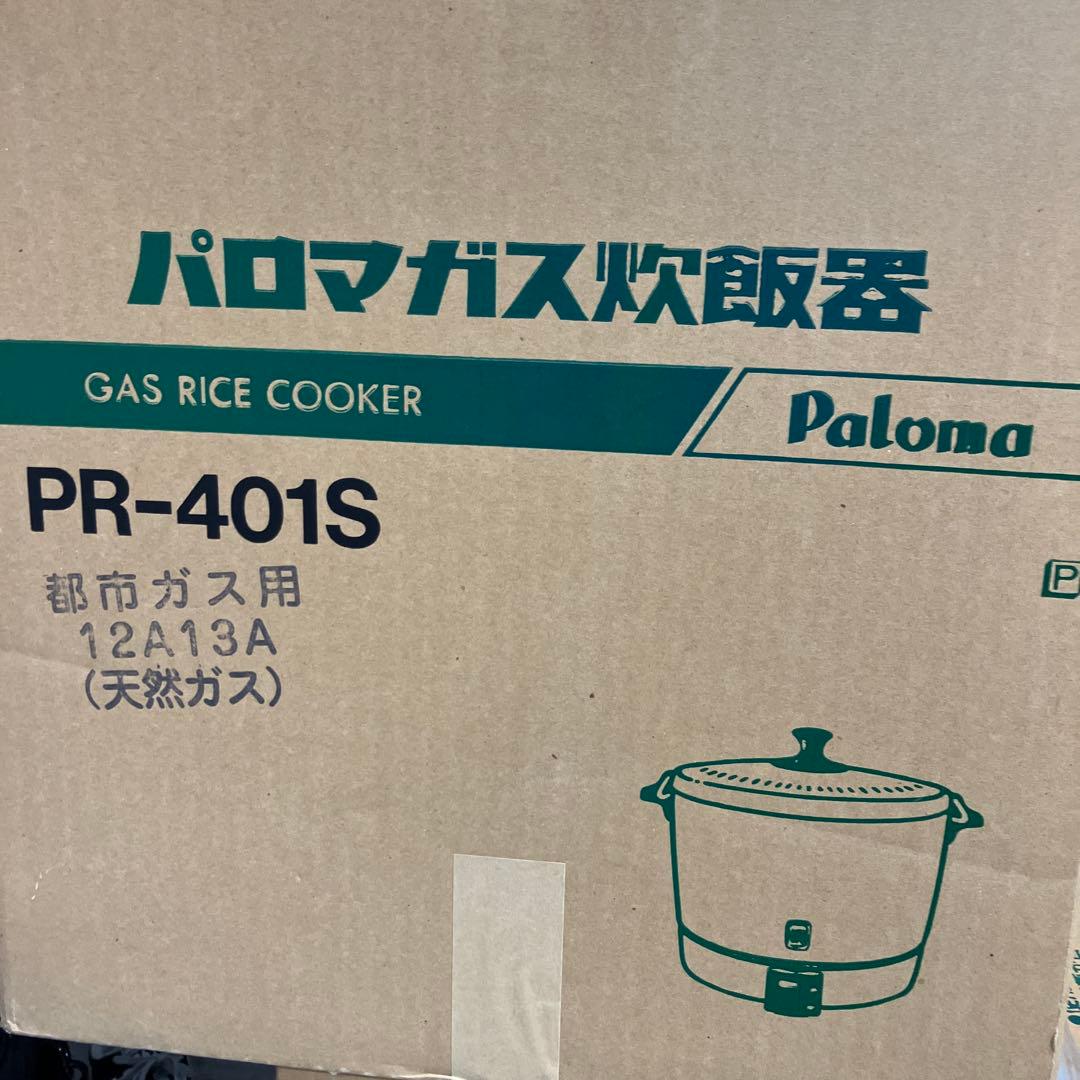 パロマガス炊飯器
GAS RICE COOKER
Paloma
PR-401S
都市ガス用
12A13A
(天然ガス)
P